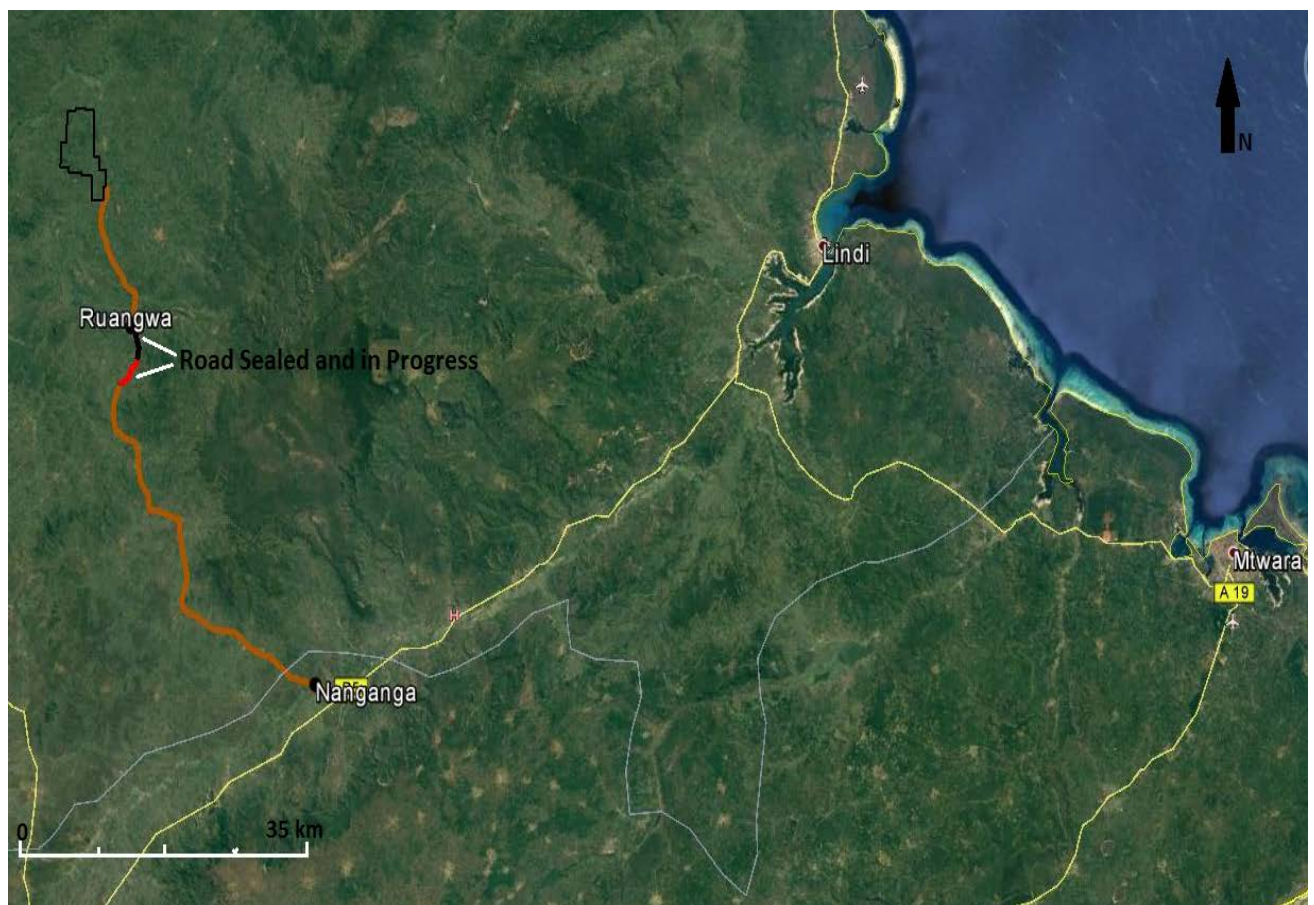 N
Lindi
Ruangwa
Road Sealed and in Progress
Mtwara
A 19
H
Nanganga
0
35 km